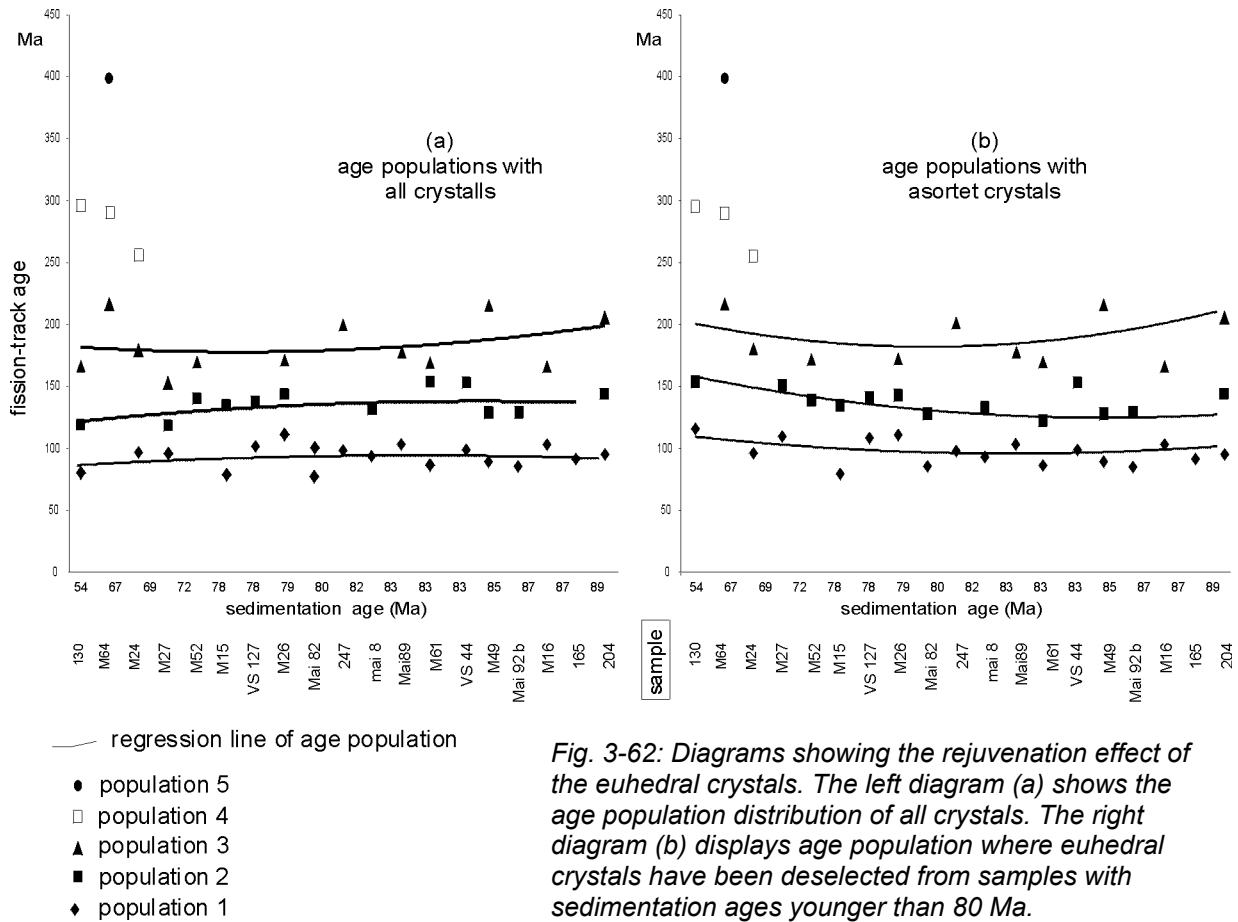 450
Ma
400
350
300
250
200
150
100
50
0
fission-track age
(a)
age populations with
all crystalls
54 67 69 72 78 78 79 80 82 83 83 83 85 87 87 89
sedimentation age (Ma)
130 M64 M24 M27 M52 M15 VS 127 M26 Mai 82 247 mai 8 Mai89 M61 VS 44 M49 Mai 92 b M16 165 204
450
Ma
400
350
300
250
200
150
100
50
0
(b)
age populations with
asortet crystals
54 67 69 72 78 78 79 80 82 83 83 83 85 87 87 89
sedimentation age (Ma)
sample
130 M64 M24 M27 M52 M15 VS 127 M26 Mai 82 247 mai 8 Mai89 M61 VS 44 M49 Mai 92 b M16 165 204
regression line of age population
population 5
population 4
population 3
population 2
population 1
Fig. 3-62: Diagrams showing the rejuvenation effect of
the euhedral crystals. The left diagram (a) shows the
age population distribution of all crystals. The right
diagram (b) displays age population where euhedral
crystals have been deselected from samples with
sedimentation ages younger than 80 Ma.